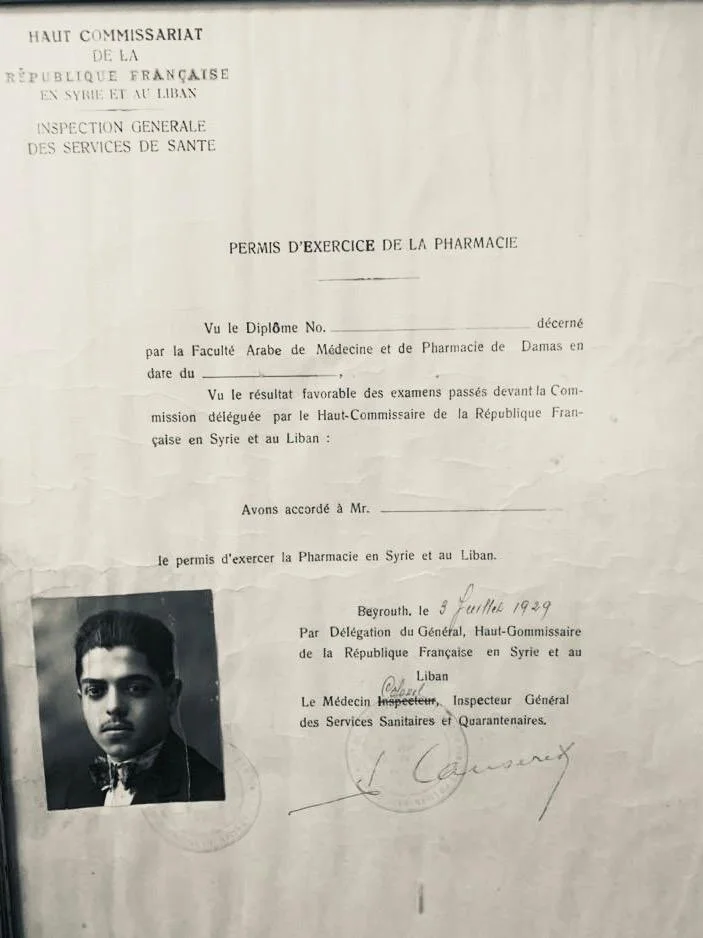 HAUT COMMISSARIAT
DE LA
RÉPUBLIQUE FRANÇAISE
EN SYRIE ET AU LIBAN
INSPECTION GENERALE
DES SERVICES DE SANTE
PERMIS D'EXERCICE DE LA PHARMACIE
Vu le Diplôme No. décerné
par la Faculté Arabe de Médecine et de Pharmacie de Damas en
date du ,
Vu le résultat favorable des examens passés devant la Com-
mission déléguée par le Haut-Commissaire de la République Fran-
çaise en Syrie et au Liban :
Avons accordé à Mr.
le permis d'exercer la Pharmacie en Syrie et au Liban.
Beyrouth, le 3 Juillet 1929
Par Délégation du Général, Haut-Gommissaire
de la République Française en Syrie et au
Liban
Colonel
Le Médecin Inspecteur, Inspecteur Général
des Services Sanitaires et Quarantenaires.